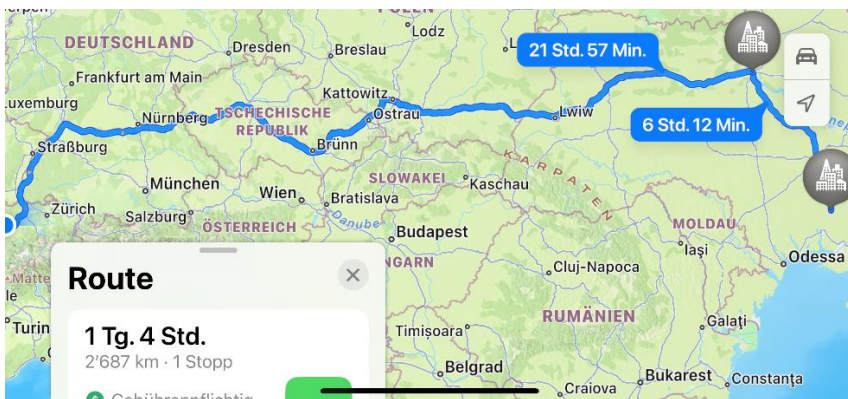 DEUTSCHLAND
Dresden
Lodz
Breslau
21 Std. 57 Min.
Frankfurt am Main
Kattowitz
uxemburg
Nürnberg
TSCHECHISCHE
REPUBLIK
Ostrau
Lwiw
6 Std. 12 Min.
Straßburg
Brünn
KARPATEN
München
Wien
SLOWAKEI
Kaschau
Bratislava
Zürich
Salzburg
ÖSTERREICH
Danube
Budapest
MOLDAU
Iași
Odessa
NGARN
Cluj-Napoca
Matte
Route
RUMÄNIEN
Turin
1 Tg. 4 Std.
2’687 km · 1 Stopp
Timișoara
Galați
Belgrad
Bukarest
Constanța
Craiova
Gebührenpflichtig